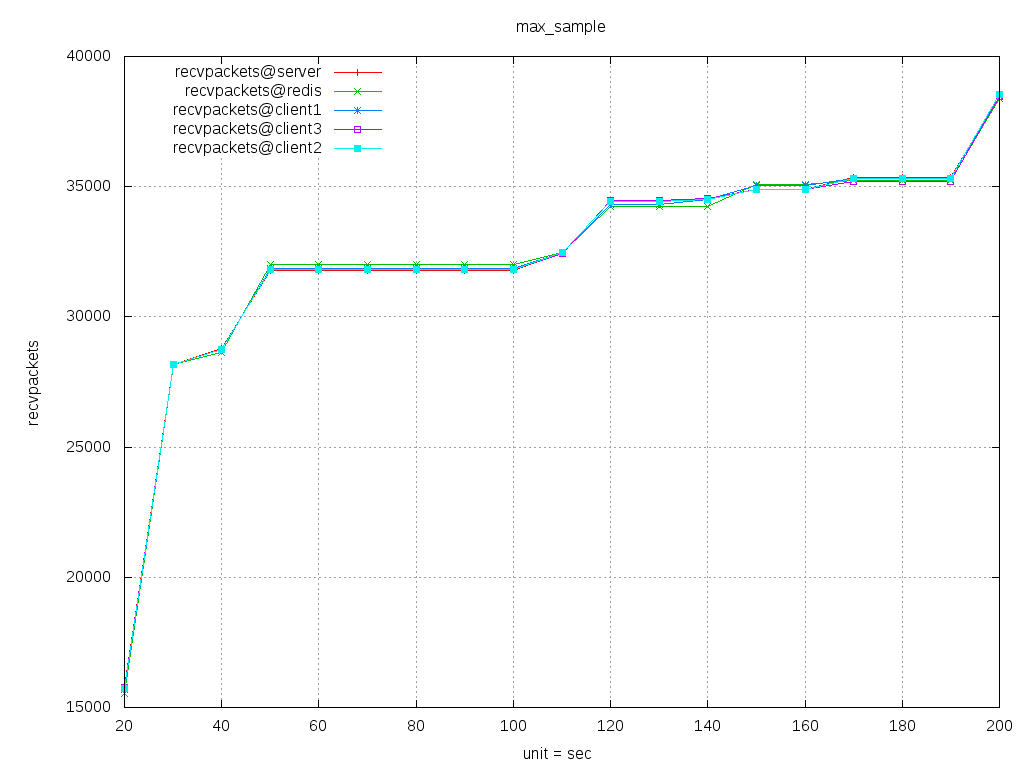 max_sample
40000
35000
30000
25000
20000
15000
recvpackets@server
recvpackets@redis
recvpackets@client1
recvpackets@client3
recvpackets@client2
recvpackets
20 40 60 80 100 120 140 160 180 200
unit = sec